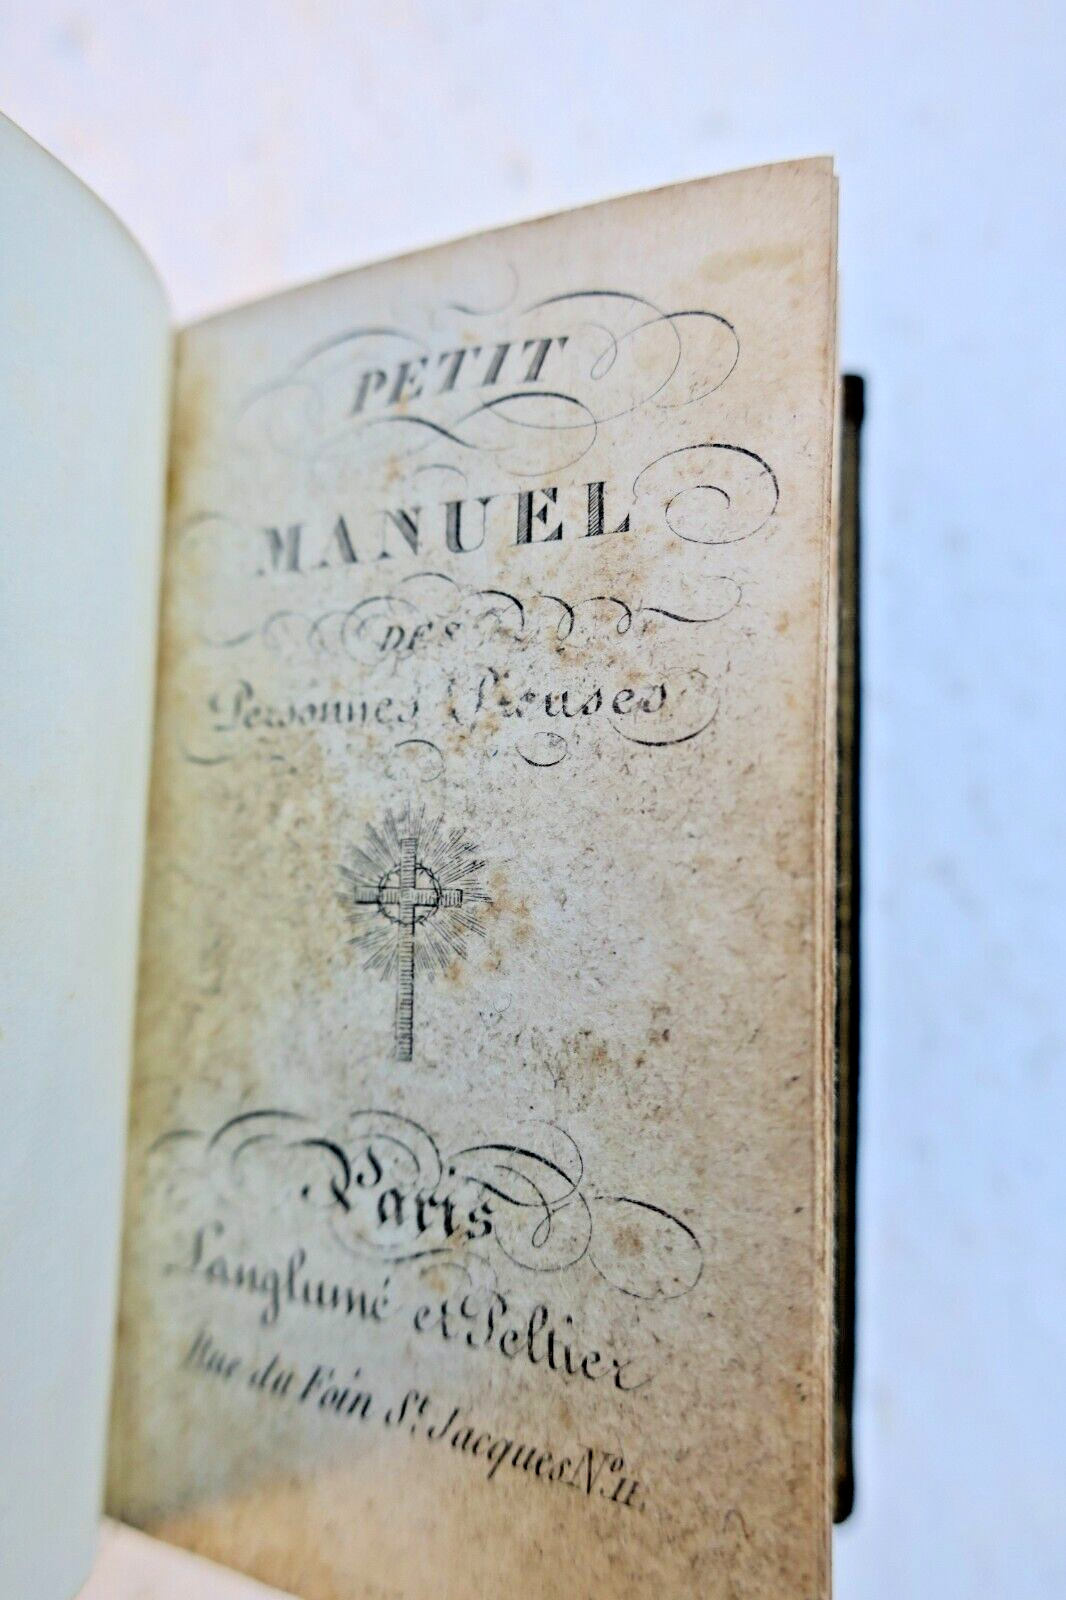 PETIT
MANUEL
DES
Personnes Pieuses
Paris
Langlumé et Peltier
Rue du Foin St. Jacques No. 11.